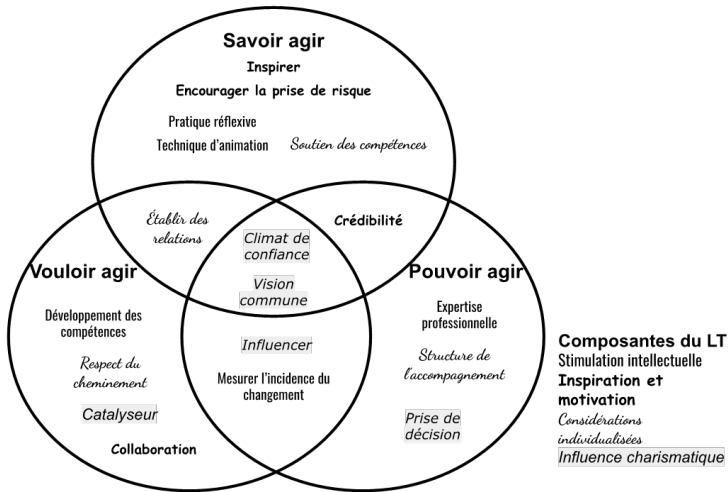 Savoir agir
Inspirer
Encourager la prise de risque
Pratique réflexive
Technique d'animation
Soutien des compétences
Établir des
relations
Crédibilité
Climat de
confiance
Vision
commune
Vouloir agir
Pouvoir agir
Développement des
compétences
Respect du
cheminement
Catalyseur
Collaboration
Influencer
Mesurer l'incidence du
changement
Expertise
professionnelle
Structure de
l'accompagnement
Prise de
décision
Composantes du LT
Stimulation intellectuelle
Inspiration et
motivation
Considérations
individualisées
Influence charismatique